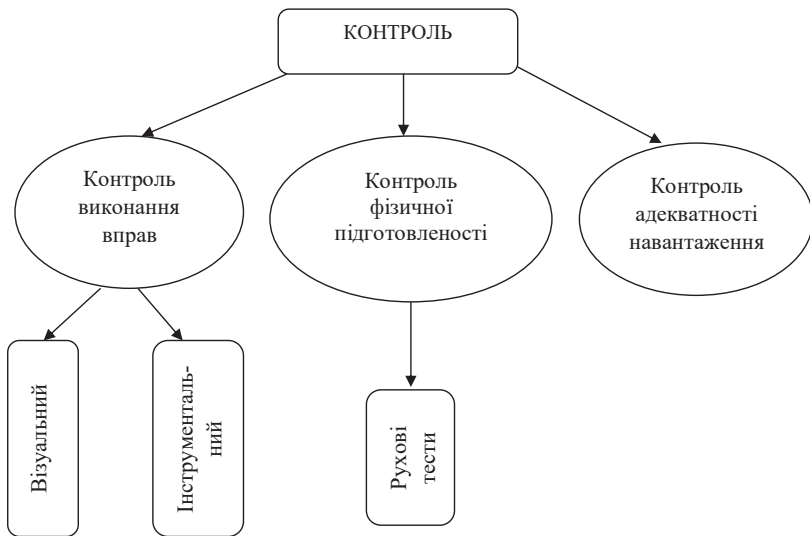 КОНТРОЛЬ
Контроль
виконання
вправ
Контроль
фізичної
підготовленості
Контроль
адекватності
навантаження
Візуальний
Інструменталь-
ний
Рухові
тести